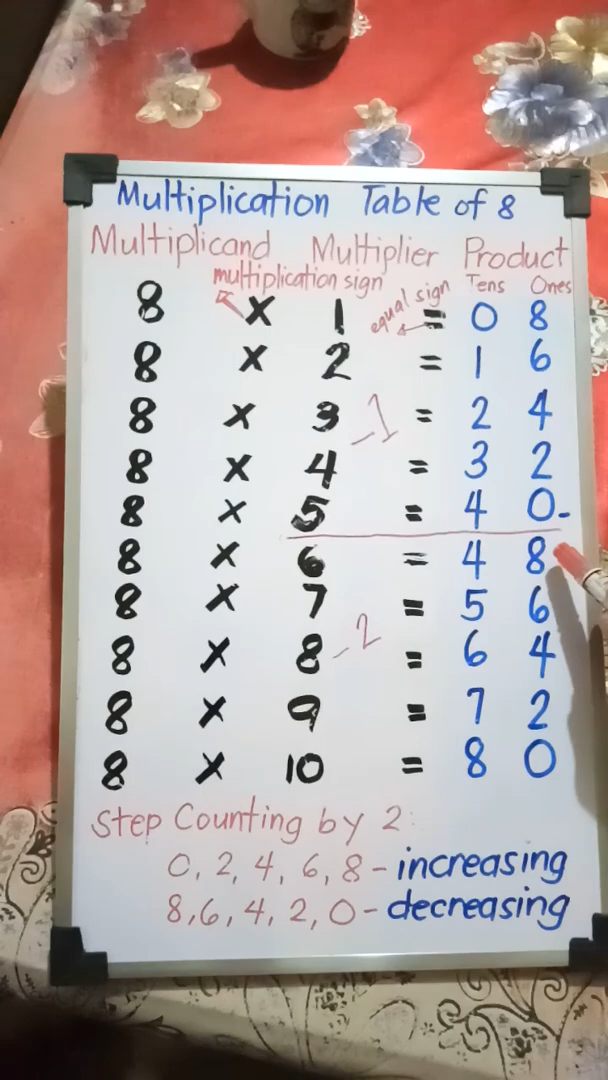 Multiplication Table of 8
Multiplicand Multiplier Product
multiplication sign equal sign Tens Ones
8 × 1 = 0 8
8 × 2 = 1 6
8 × 3 - 1 = 2 4
8 × 4 = 3 2
8 × 5 = 4 0-
8 × 6 = 4 8
8 × 7 = 5 6
8 × 8 - 2 = 6 4
8 × 9 = 7 2
8 × 10 = 8 0
Step Counting by 2:
0, 2, 4, 6, 8 - increasing
8, 6, 4, 2, 0 - decreasing